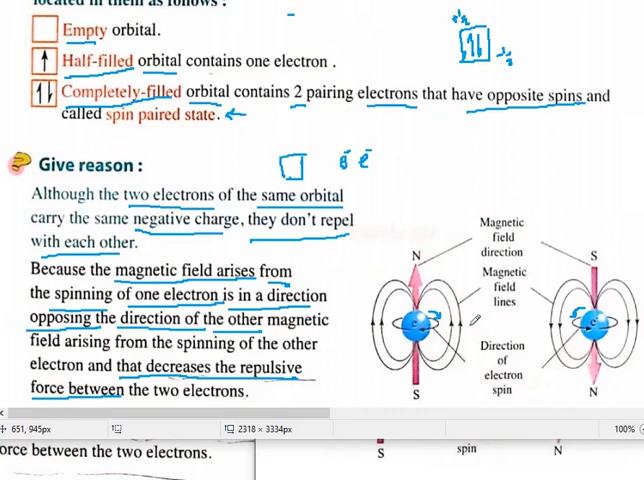 located in them as follows :
Empty orbital.
+½
Half-filled orbital contains one electron .
-½
Completely-filled orbital contains 2 pairing electrons that have opposite spins and
called spin paired state.
Give reason :
Although the two electrons of the same orbital
carry the same negative charge, they don't repel
with each other.
Because the magnetic field arises from
the spinning of one electron is in a direction
opposing the direction of the other magnetic
field arising from the spinning of the other
electron and that decreases the repulsive
force between the two electrons.
Magnetic
field
direction
N
S
Magnetic
field
lines
e⁻
e⁻
Direction
of
electron
spin
S
N
651, 945px
2318 × 3334px
100%
orce between the two electrons.
S
spin
N